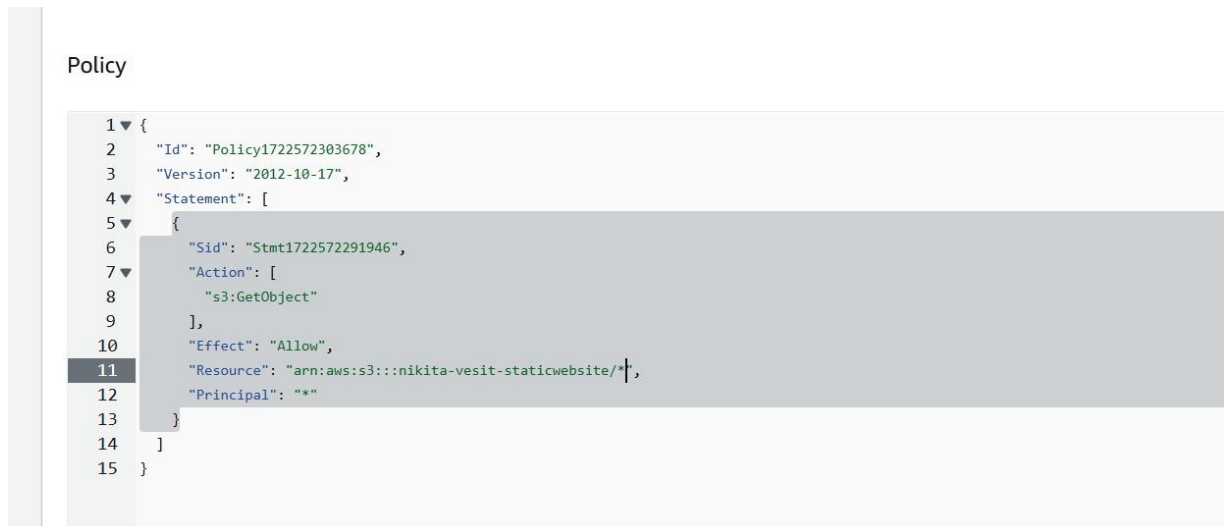 Policy
1 {
2 "Id": "Policy1722572303678",
3 "Version": "2012-10-17",
4 "Statement": [
5 {
6 "Sid": "Stmt1722572291946",
7 "Action": [
8 "s3:GetObject"
9 ],
10 "Effect": "Allow",
11 "Resource": "arn:aws:s3:::nikita-vesit-staticwebsite/*",
12 "Principal": "*"
13 }
14 ]
15 }